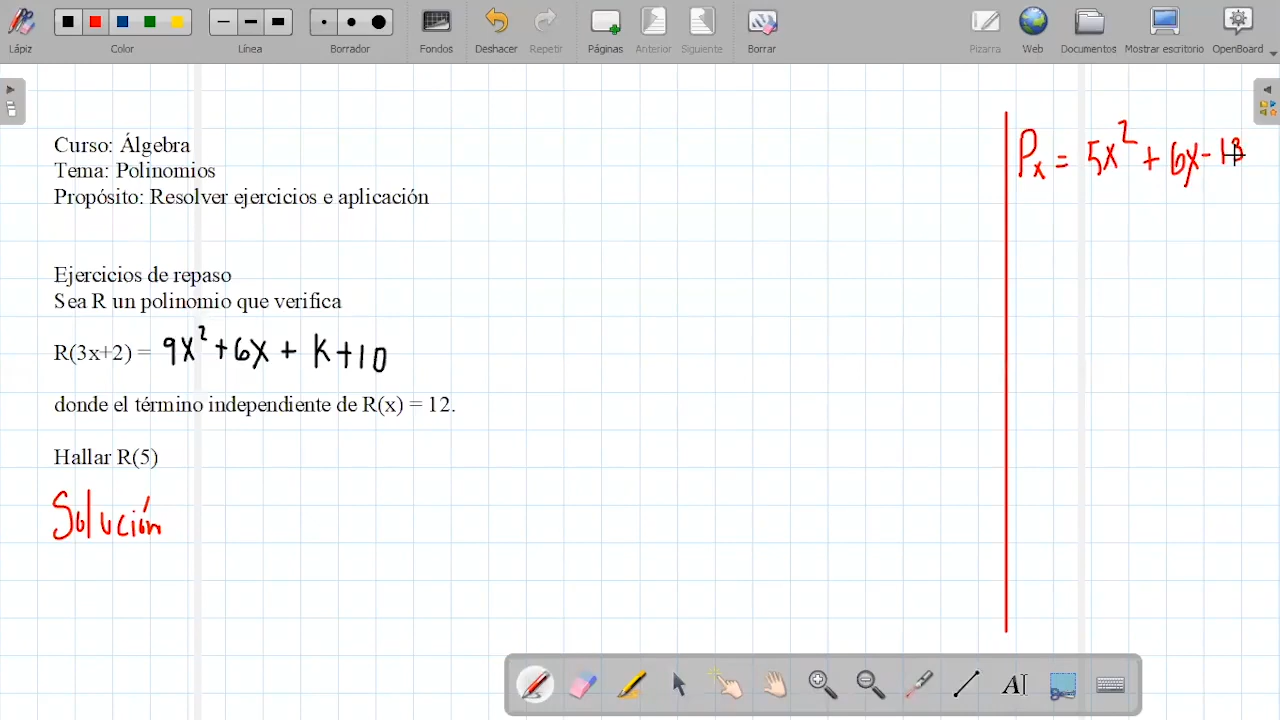 Lápiz Color Línea Borrador Fondos Deshacer Repetir Páginas Anterior Siguiente Borrar Pizarra Web Documentos Mostrar escritorio OpenBoard
Curso: Álgebra
Tema: Polinomios
Propósito: Resolver ejercicios e aplicación
Ejercicios de repaso
Sea R un polinomio que verifica
R(3x+2) = 9x²+6x + K+10
donde el término independiente de R(x) = 12.
Hallar R(5)
Solución
Px = 5x² + 6x - 13
AI